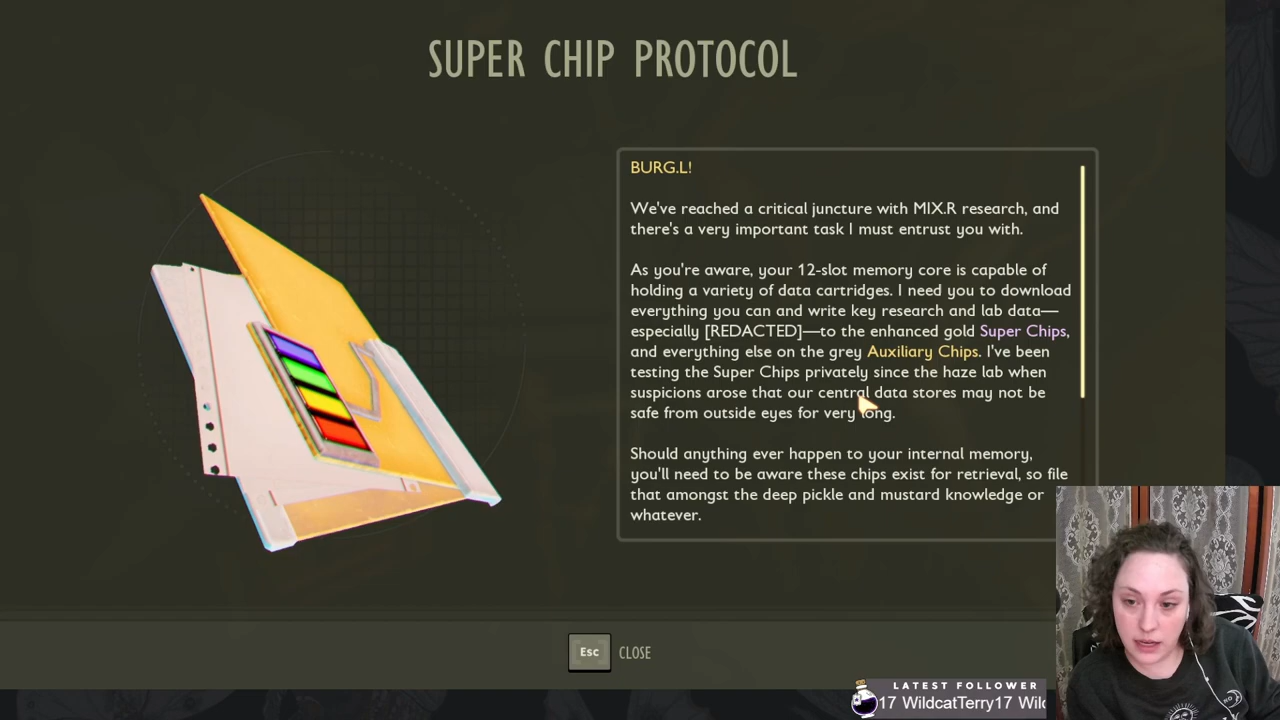 SUPER CHIP PROTOCOL
BURG.L!
We've reached a critical juncture with MIX.R research, and
there's a very important task I must entrust you with.
As you're aware, your 12-slot memory core is capable of
holding a variety of data cartridges. I need you to download
everything you can and write key research and lab data—
especially [REDACTED]—to the enhanced gold Super Chips,
and everything else on the grey Auxiliary Chips. I've been
testing the Super Chips privately since the haze lab when
suspicions arose that our central data stores may not be
safe from outside eyes for very long.
Should anything ever happen to your internal memory,
you'll need to be aware these chips exist for retrieval, so file
that amongst the deep pickle and mustard knowledge or
whatever.
Esc CLOSE
LATEST FOLLOWER
17 WildcatTerry17 Wild